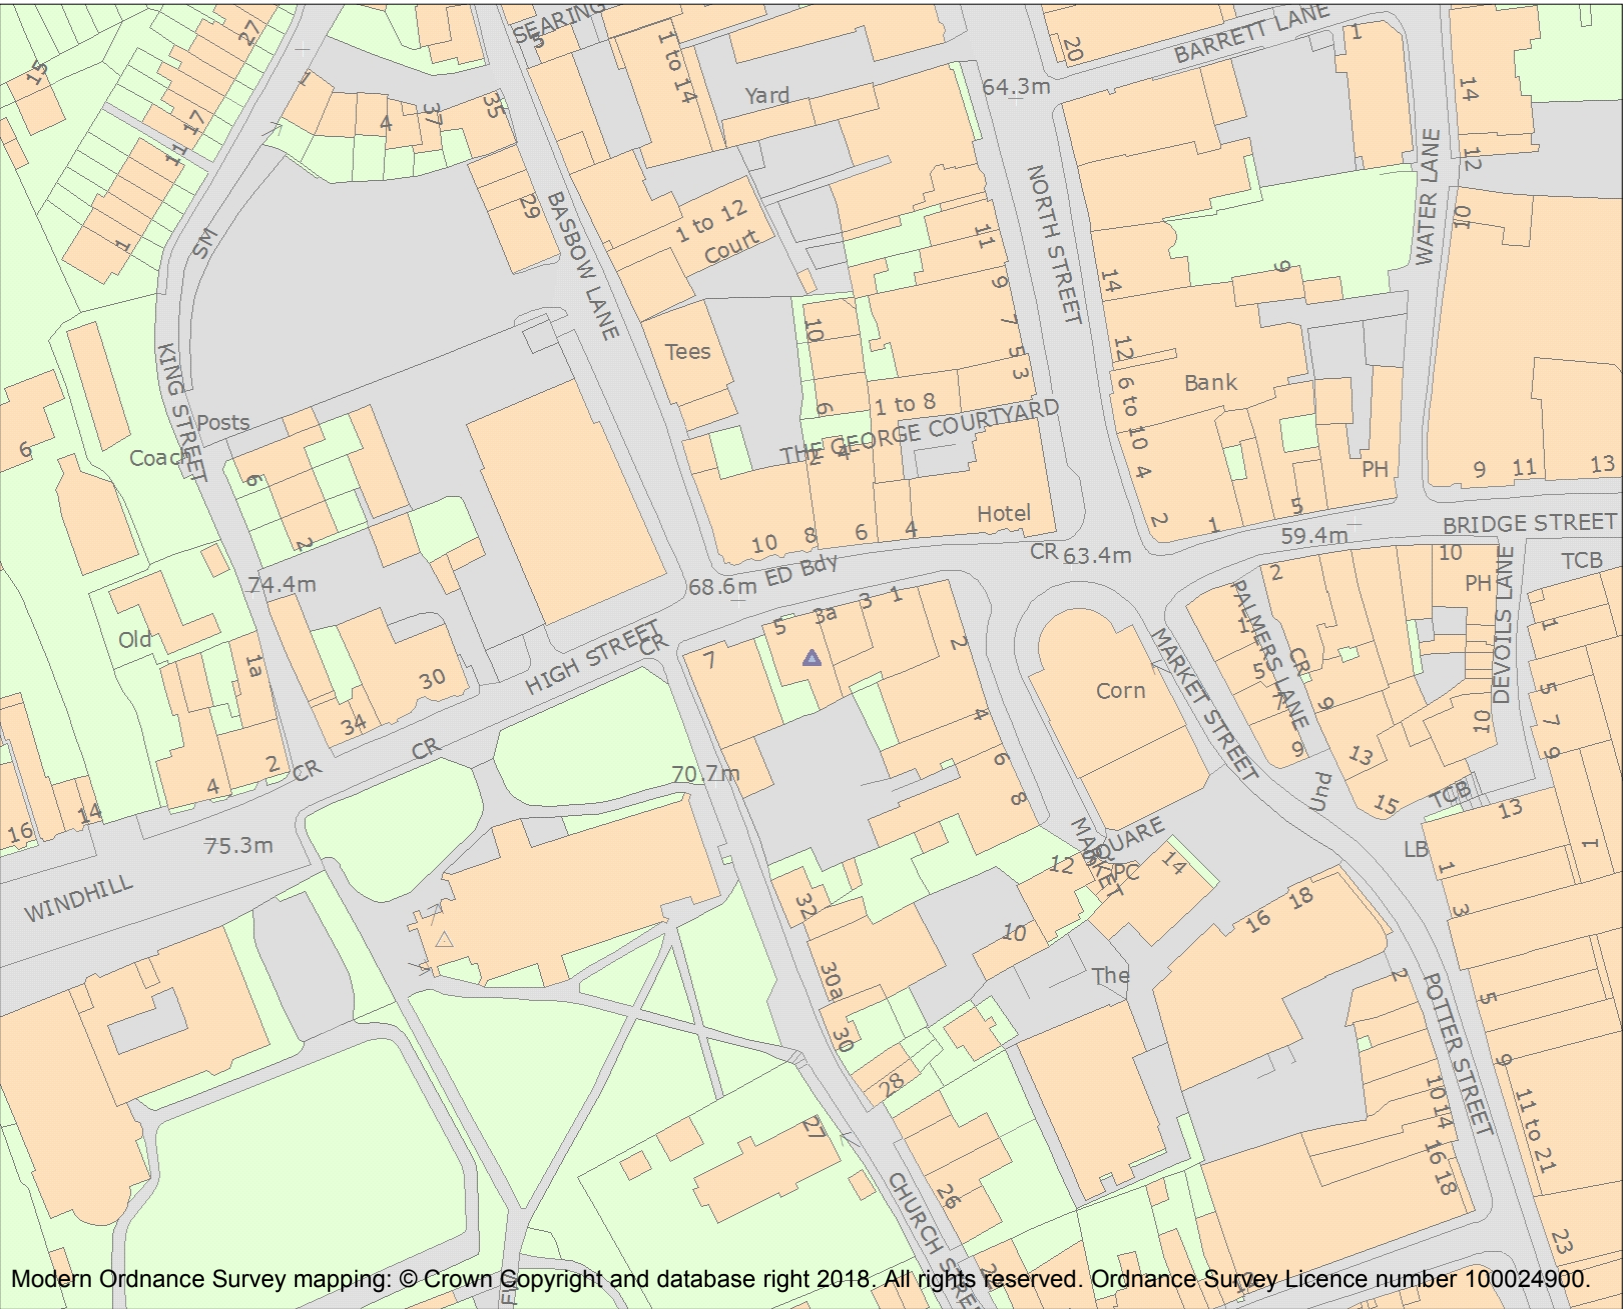 SEARING
5
27
15
1
17
11
1
4
37
35
29
SM
1 to 14
Yard
64.3m
20
BARRETT LANE
1
14
12
10
WATER LANE
BASBOW LANE
1 to 12
Court
NORTH STREET
11
9
7
5
3
14
9
12
6 to 10
4
2
Bank
Tees
10
6
1 to 8
THE GEORGE COURTYARD
2
4
KING STREET
Posts
Coach
6
9
2
74.4m
Old
1a
30
34
2
4
CR
14
16
75.3m
WINDHILL
CR
HIGH STREET
CR
68.6m
ED Bdy
10
8
6
4
Hotel
CR
63.4m
1
5
PH
59.4m
BRIDGE STREET
9
11
13
TCB
10
PH
DEVOILS LANE
2
PALMERS LANE
CR
1
5
7
9
9
13
15
Und
TCB
10
1
5
7
9
13
1
LB
7
5
3a
3
1
2
4
6
8
Corn
MARKET STREET
70.7m
MARKET
SQUARE
PC
12
14
10
16
18
The
32
30a
30
28
27
26
CHURCH STREET
2
POTTER STREET
1
3
5
9
11 to 21
10
14
16
18
23
Modern Ordnance Survey mapping: © Crown Copyright and database right 2018. All rights reserved. Ordnance Survey Licence number 100024900.